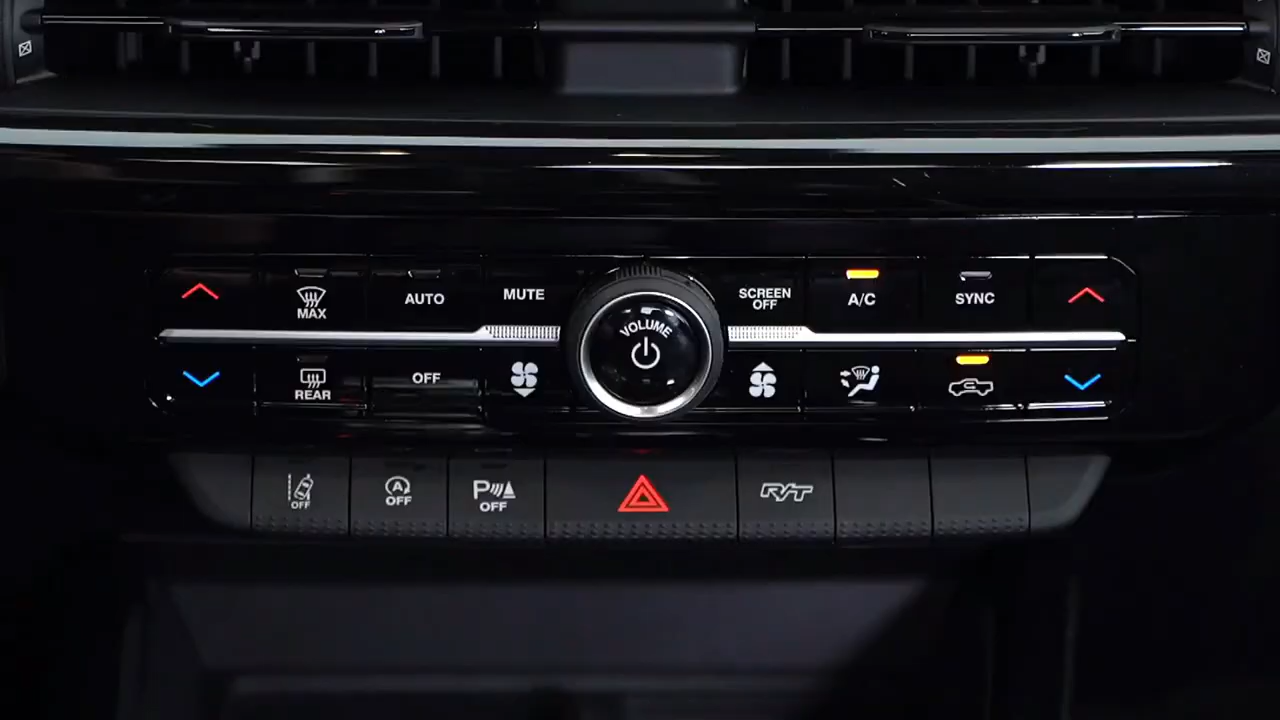 MAX
AUTO
MUTE
VOLUME
SCREEN
OFF
A/C
SYNC
REAR
OFF
OFF
A
OFF
P
OFF
R/T